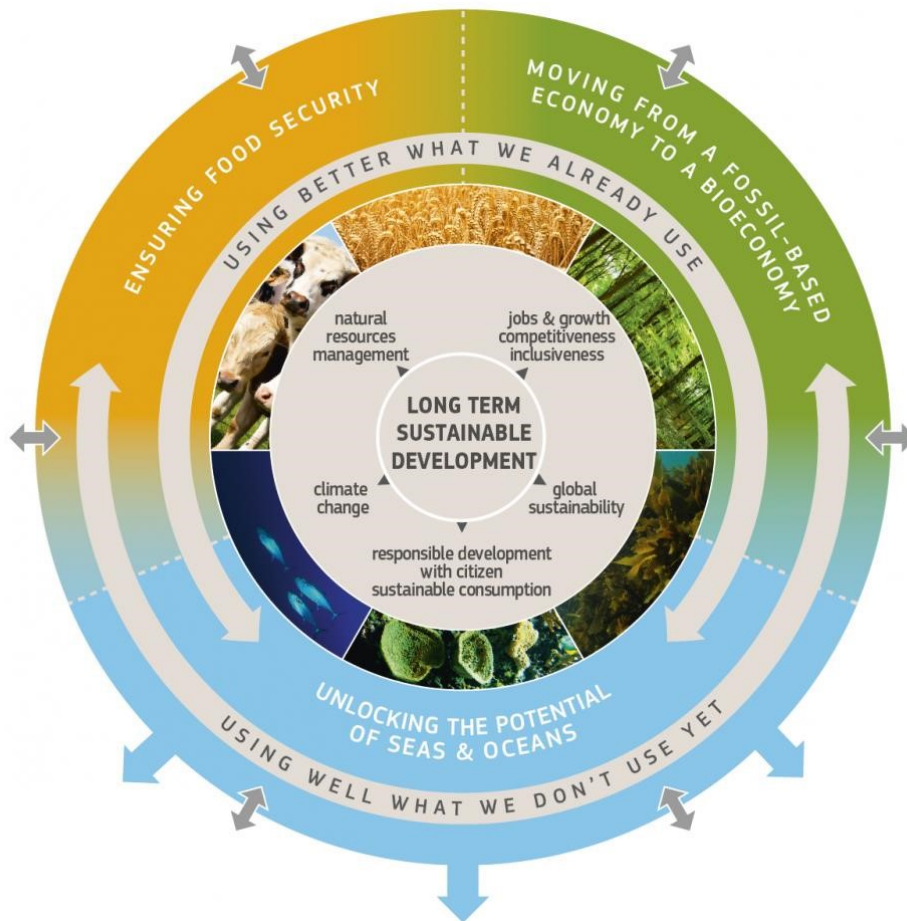 ENSURING FOOD SECURITY
MOVING FROM A FOSSIL-BASED
ECONOMY TO A BIOECONOMY
USING BETTER WHAT WE ALREADY USE
natural
resources
management
jobs & growth
competitiveness
inclusiveness
LONG TERM
SUSTAINABLE
DEVELOPMENT
climate
change
global
sustainability
responsible development
with citizen
sustainable consumption
UNLOCKING THE POTENTIAL
OF SEAS & OCEANS
USING WELL WHAT WE DON'T USE YET